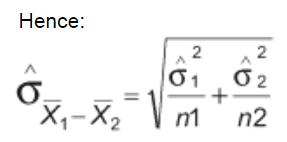 Hence:
σ̂ X̄₁ − X̄₂ = √( σ̂₁² / n1 + σ̂₂² / n2 )